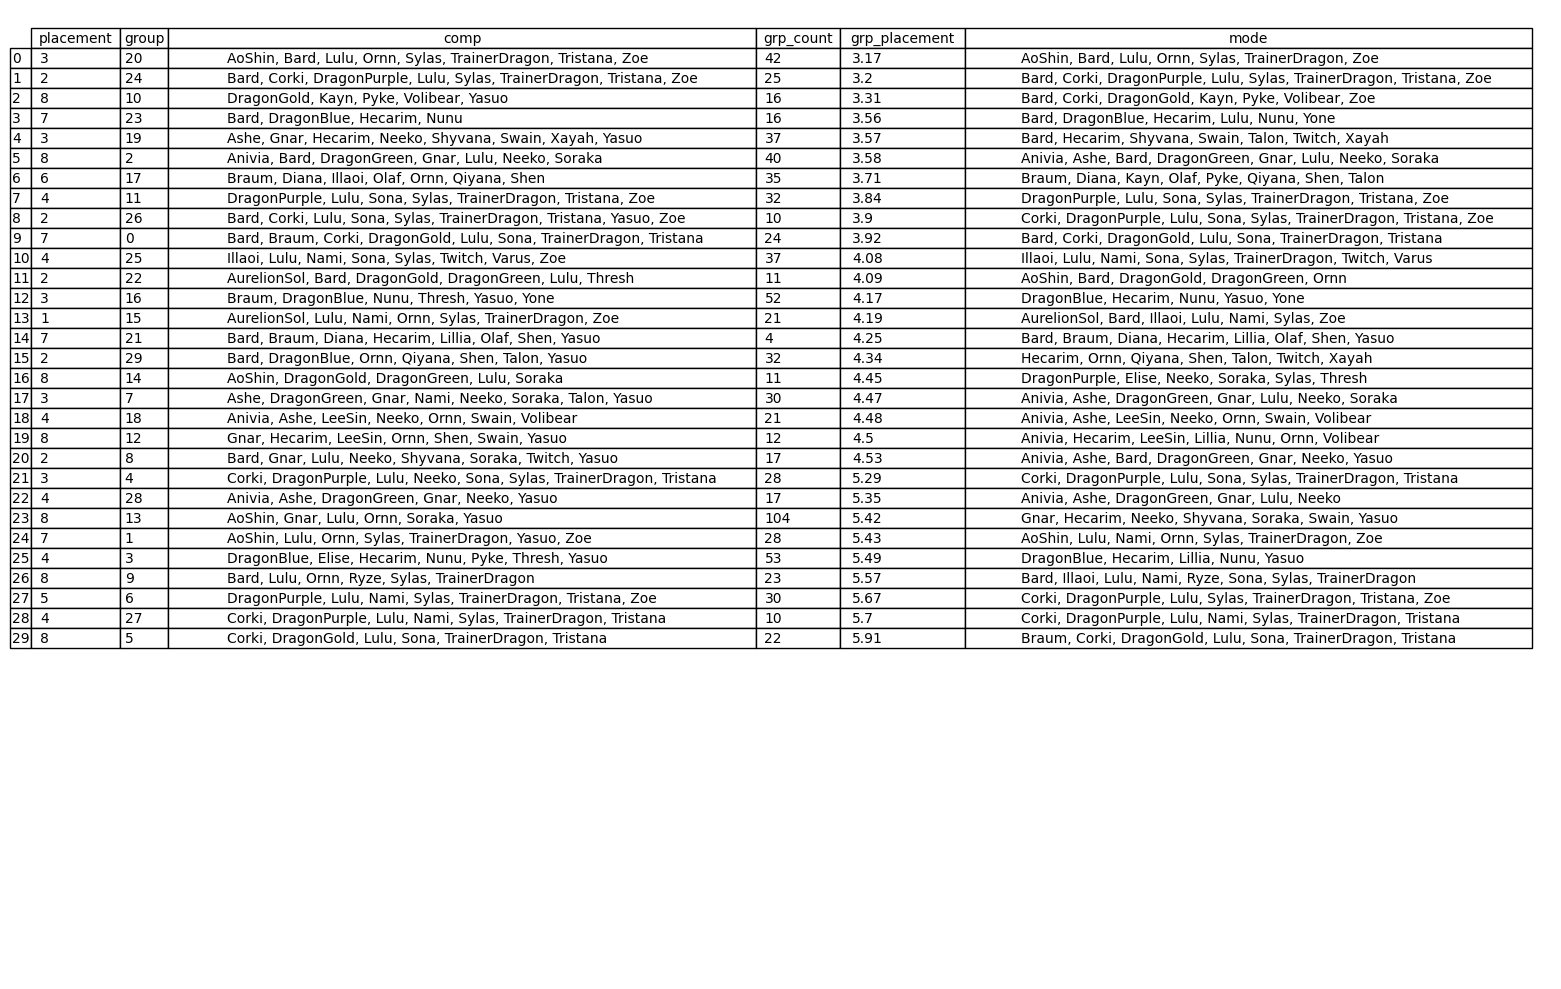 placement group comp grp_count grp_placement mode
0 3 20 AoShin, Bard, Lulu, Ornn, Sylas, TrainerDragon, Tristana, Zoe 42 3.17 AoShin, Bard, Lulu, Ornn, Sylas, TrainerDragon, Zoe
1 2 24 Bard, Corki, DragonPurple, Lulu, Sylas, TrainerDragon, Tristana, Zoe 25 3.2 Bard, Corki, DragonPurple, Lulu, Sylas, TrainerDragon, Tristana, Zoe
2 8 10 DragonGold, Kayn, Pyke, Volibear, Yasuo 16 3.31 Bard, Corki, DragonGold, Kayn, Pyke, Volibear, Zoe
3 7 23 Bard, DragonBlue, Hecarim, Nunu 16 3.56 Bard, DragonBlue, Hecarim, Lulu, Nunu, Yone
4 3 19 Ashe, Gnar, Hecarim, Neeko, Shyvana, Swain, Xayah, Yasuo 37 3.57 Bard, Hecarim, Shyvana, Swain, Talon, Twitch, Xayah
5 8 2 Anivia, Bard, DragonGreen, Gnar, Lulu, Neeko, Soraka 40 3.58 Anivia, Ashe, Bard, DragonGreen, Gnar, Lulu, Neeko, Soraka
6 6 17 Braum, Diana, Illaoi, Olaf, Ornn, Qiyana, Shen 35 3.71 Braum, Diana, Kayn, Olaf, Pyke, Qiyana, Shen, Talon
7 4 11 DragonPurple, Lulu, Sona, Sylas, TrainerDragon, Tristana, Zoe 32 3.84 DragonPurple, Lulu, Sona, Sylas, TrainerDragon, Tristana, Zoe
8 2 26 Bard, Corki, Lulu, Sona, Sylas, TrainerDragon, Tristana, Yasuo, Zoe 10 3.9 Corki, DragonPurple, Lulu, Sona, Sylas, TrainerDragon, Tristana, Zoe
9 7 0 Bard, Braum, Corki, DragonGold, Lulu, Sona, TrainerDragon, Tristana 24 3.92 Bard, Corki, DragonGold, Lulu, Sona, TrainerDragon, Tristana
10 4 25 Illaoi, Lulu, Nami, Sona, Sylas, Twitch, Varus, Zoe 37 4.08 Illaoi, Lulu, Nami, Sona, Sylas, TrainerDragon, Twitch, Varus
11 2 22 AurelionSol, Bard, DragonGold, DragonGreen, Lulu, Thresh 11 4.09 AoShin, Bard, DragonGold, DragonGreen, Ornn
12 3 16 Braum, DragonBlue, Nunu, Thresh, Yasuo, Yone 52 4.17 DragonBlue, Hecarim, Nunu, Yasuo, Yone
13 1 15 AurelionSol, Lulu, Nami, Ornn, Sylas, TrainerDragon, Zoe 21 4.19 AurelionSol, Bard, Illaoi, Lulu, Nami, Sylas, Zoe
14 7 21 Bard, Braum, Diana, Hecarim, Lillia, Olaf, Shen, Yasuo 4 4.25 Bard, Braum, Diana, Hecarim, Lillia, Olaf, Shen, Yasuo
15 2 29 Bard, DragonBlue, Ornn, Qiyana, Shen, Talon, Yasuo 32 4.34 Hecarim, Ornn, Qiyana, Shen, Talon, Twitch, Xayah
16 8 14 AoShin, DragonGold, DragonGreen, Lulu, Soraka 11 4.45 DragonPurple, Elise, Neeko, Soraka, Sylas, Thresh
17 3 7 Ashe, DragonGreen, Gnar, Nami, Neeko, Soraka, Talon, Yasuo 30 4.47 Anivia, Ashe, DragonGreen, Gnar, Lulu, Neeko, Soraka
18 4 18 Anivia, Ashe, LeeSin, Neeko, Ornn, Swain, Volibear 21 4.48 Anivia, Ashe, LeeSin, Neeko, Ornn, Swain, Volibear
19 8 12 Gnar, Hecarim, LeeSin, Ornn, Shen, Swain, Yasuo 12 4.5 Anivia, Hecarim, LeeSin, Lillia, Nunu, Ornn, Volibear
20 2 8 Bard, Gnar, Lulu, Neeko, Shyvana, Soraka, Twitch, Yasuo 17 4.53 Anivia, Ashe, Bard, DragonGreen, Gnar, Neeko, Yasuo
21 3 4 Corki, DragonPurple, Lulu, Neeko, Sona, Sylas, TrainerDragon, Tristana 28 5.29 Corki, DragonPurple, Lulu, Sona, Sylas, TrainerDragon, Tristana
22 4 28 Anivia, Ashe, DragonGreen, Gnar, Neeko, Yasuo 17 5.35 Anivia, Ashe, DragonGreen, Gnar, Lulu, Neeko
23 8 13 AoShin, Gnar, Lulu, Ornn, Soraka, Yasuo 104 5.42 Gnar, Hecarim, Neeko, Shyvana, Soraka, Swain, Yasuo
24 7 1 AoShin, Lulu, Ornn, Sylas, TrainerDragon, Yasuo, Zoe 28 5.43 AoShin, Lulu, Nami, Ornn, Sylas, TrainerDragon, Zoe
25 4 3 DragonBlue, Elise, Hecarim, Nunu, Pyke, Thresh, Yasuo 53 5.49 DragonBlue, Hecarim, Lillia, Nunu, Yasuo
26 8 9 Bard, Lulu, Ornn, Ryze, Sylas, TrainerDragon 23 5.57 Bard, Illaoi, Lulu, Nami, Ryze, Sona, Sylas, TrainerDragon
27 5 6 DragonPurple, Lulu, Nami, Sylas, TrainerDragon, Tristana, Zoe 30 5.67 Corki, DragonPurple, Lulu, Sylas, TrainerDragon, Tristana, Zoe
28 4 27 Corki, DragonPurple, Lulu, Nami, Sylas, TrainerDragon, Tristana 10 5.7 Corki, DragonPurple, Lulu, Nami, Sylas, TrainerDragon, Tristana
29 8 5 Corki, DragonGold, Lulu, Sona, TrainerDragon, Tristana 22 5.91 Braum, Corki, DragonGold, Lulu, Sona, TrainerDragon, Tristana